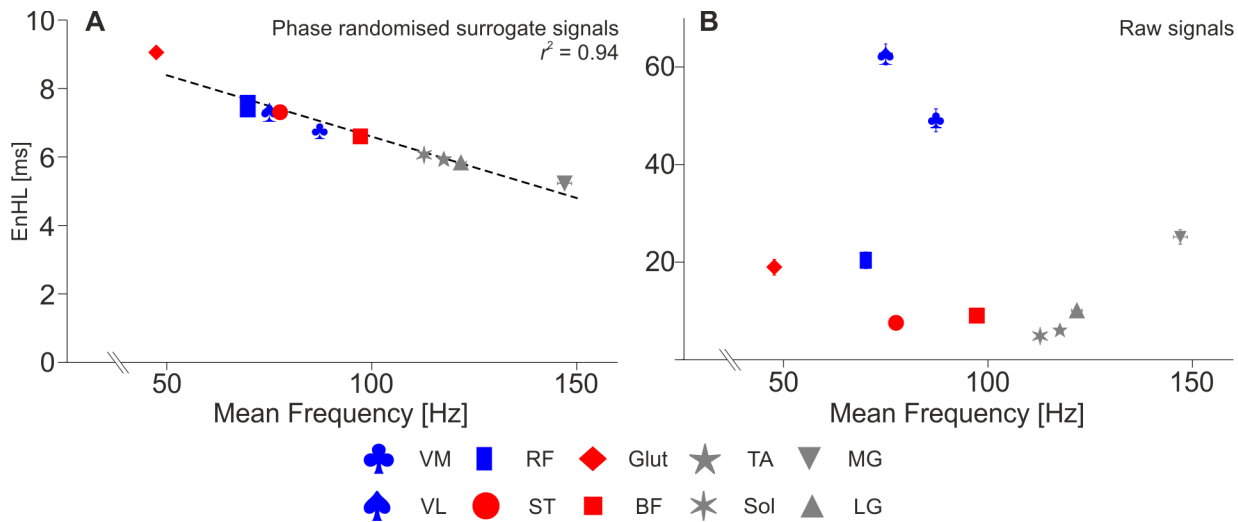 A
Phase randomised surrogate signals
r² = 0.94
EnHL [ms]
10
8
6
4
2
0
50
100
150
Mean Frequency [Hz]
B
Raw signals
60
40
20
50
100
150
Mean Frequency [Hz]
VM RF Glut TA MG
VL ST BF Sol LG